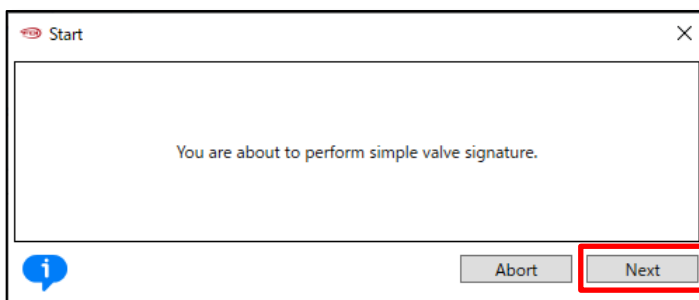 Start
You are about to perform simple valve signature.
Abort
Next